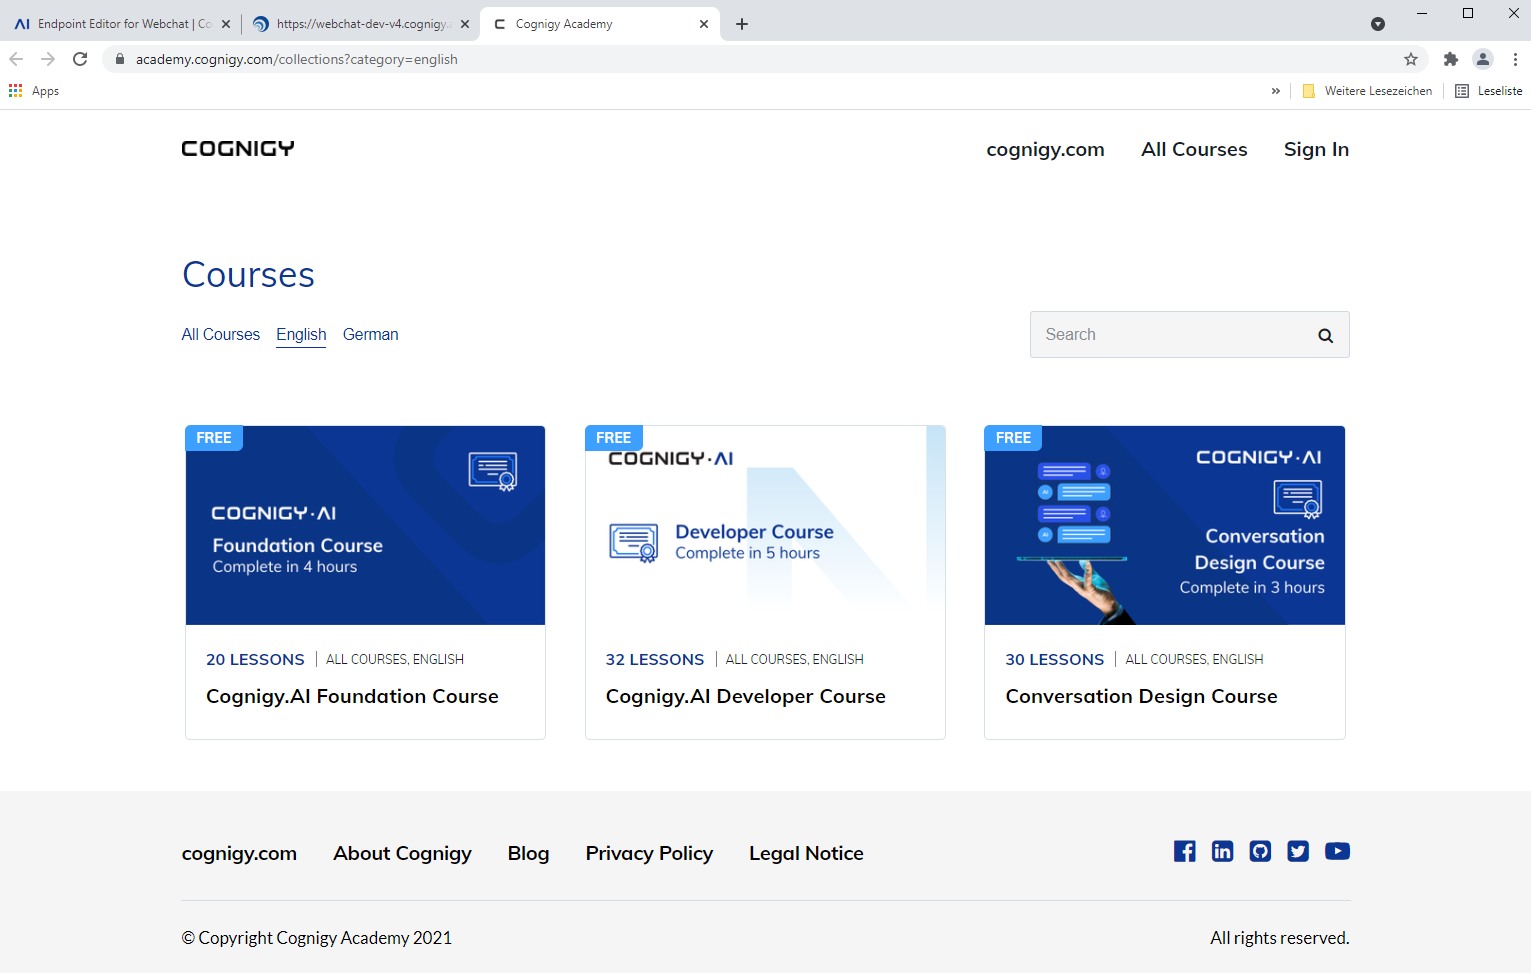 Endpoint Editor for Webchat | Co
https://webchat-dev-v4.cognigy.
Cognigy Academy
academy.cognigy.com/collections?category=english
Apps
»
Weitere Lesezeichen
Leseliste
COGNIGY
cognigy.com
All Courses
Sign In
Courses
All Courses
English
German
Search
FREE
COGNIGY·AI
Foundation Course
Complete in 4 hours
20 LESSONS | ALL COURSES, ENGLISH
Cognigy.AI Foundation Course
FREE
COGNIGY·AI
Developer Course
Complete in 5 hours
32 LESSONS | ALL COURSES, ENGLISH
Cognigy.AI Developer Course
FREE
COGNIGY·AI
AI
AI
Conversation
Design Course
Complete in 3 hours
30 LESSONS | ALL COURSES, ENGLISH
Conversation Design Course
cognigy.com
About Cognigy
Blog
Privacy Policy
Legal Notice
© Copyright Cognigy Academy 2021
All rights reserved.